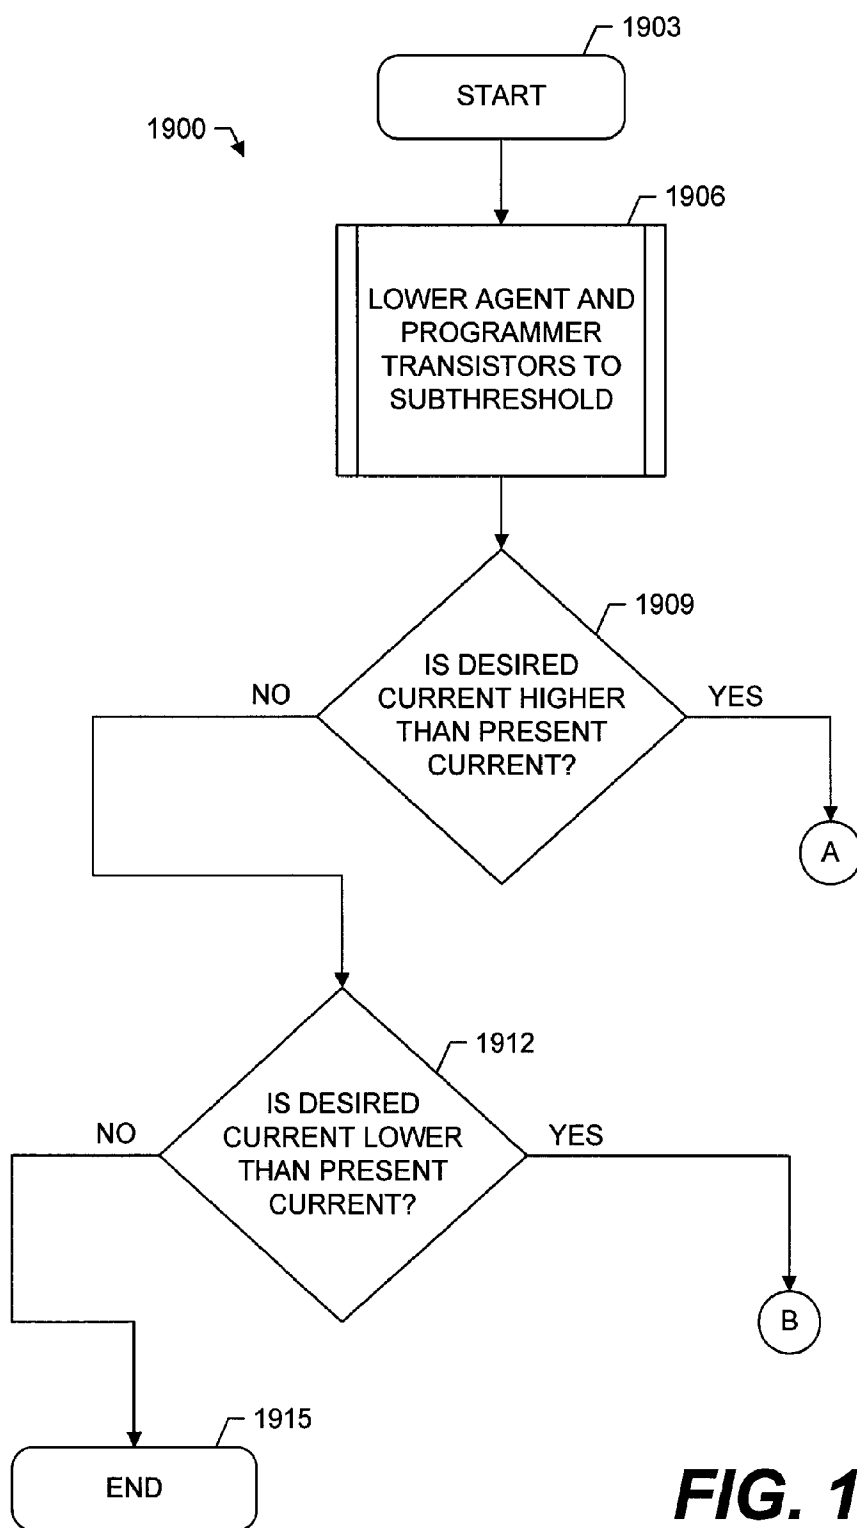 1903
START
1900
1906
LOWER AGENT AND
PROGRAMMER
TRANSISTORS TO
SUBTHRESHOLD
1909
IS DESIRED
CURRENT HIGHER
THAN PRESENT
CURRENT?
NO
YES
A
1912
IS DESIRED
CURRENT LOWER
THAN PRESENT
CURRENT?
NO
YES
B
1915
END
FIG. 1